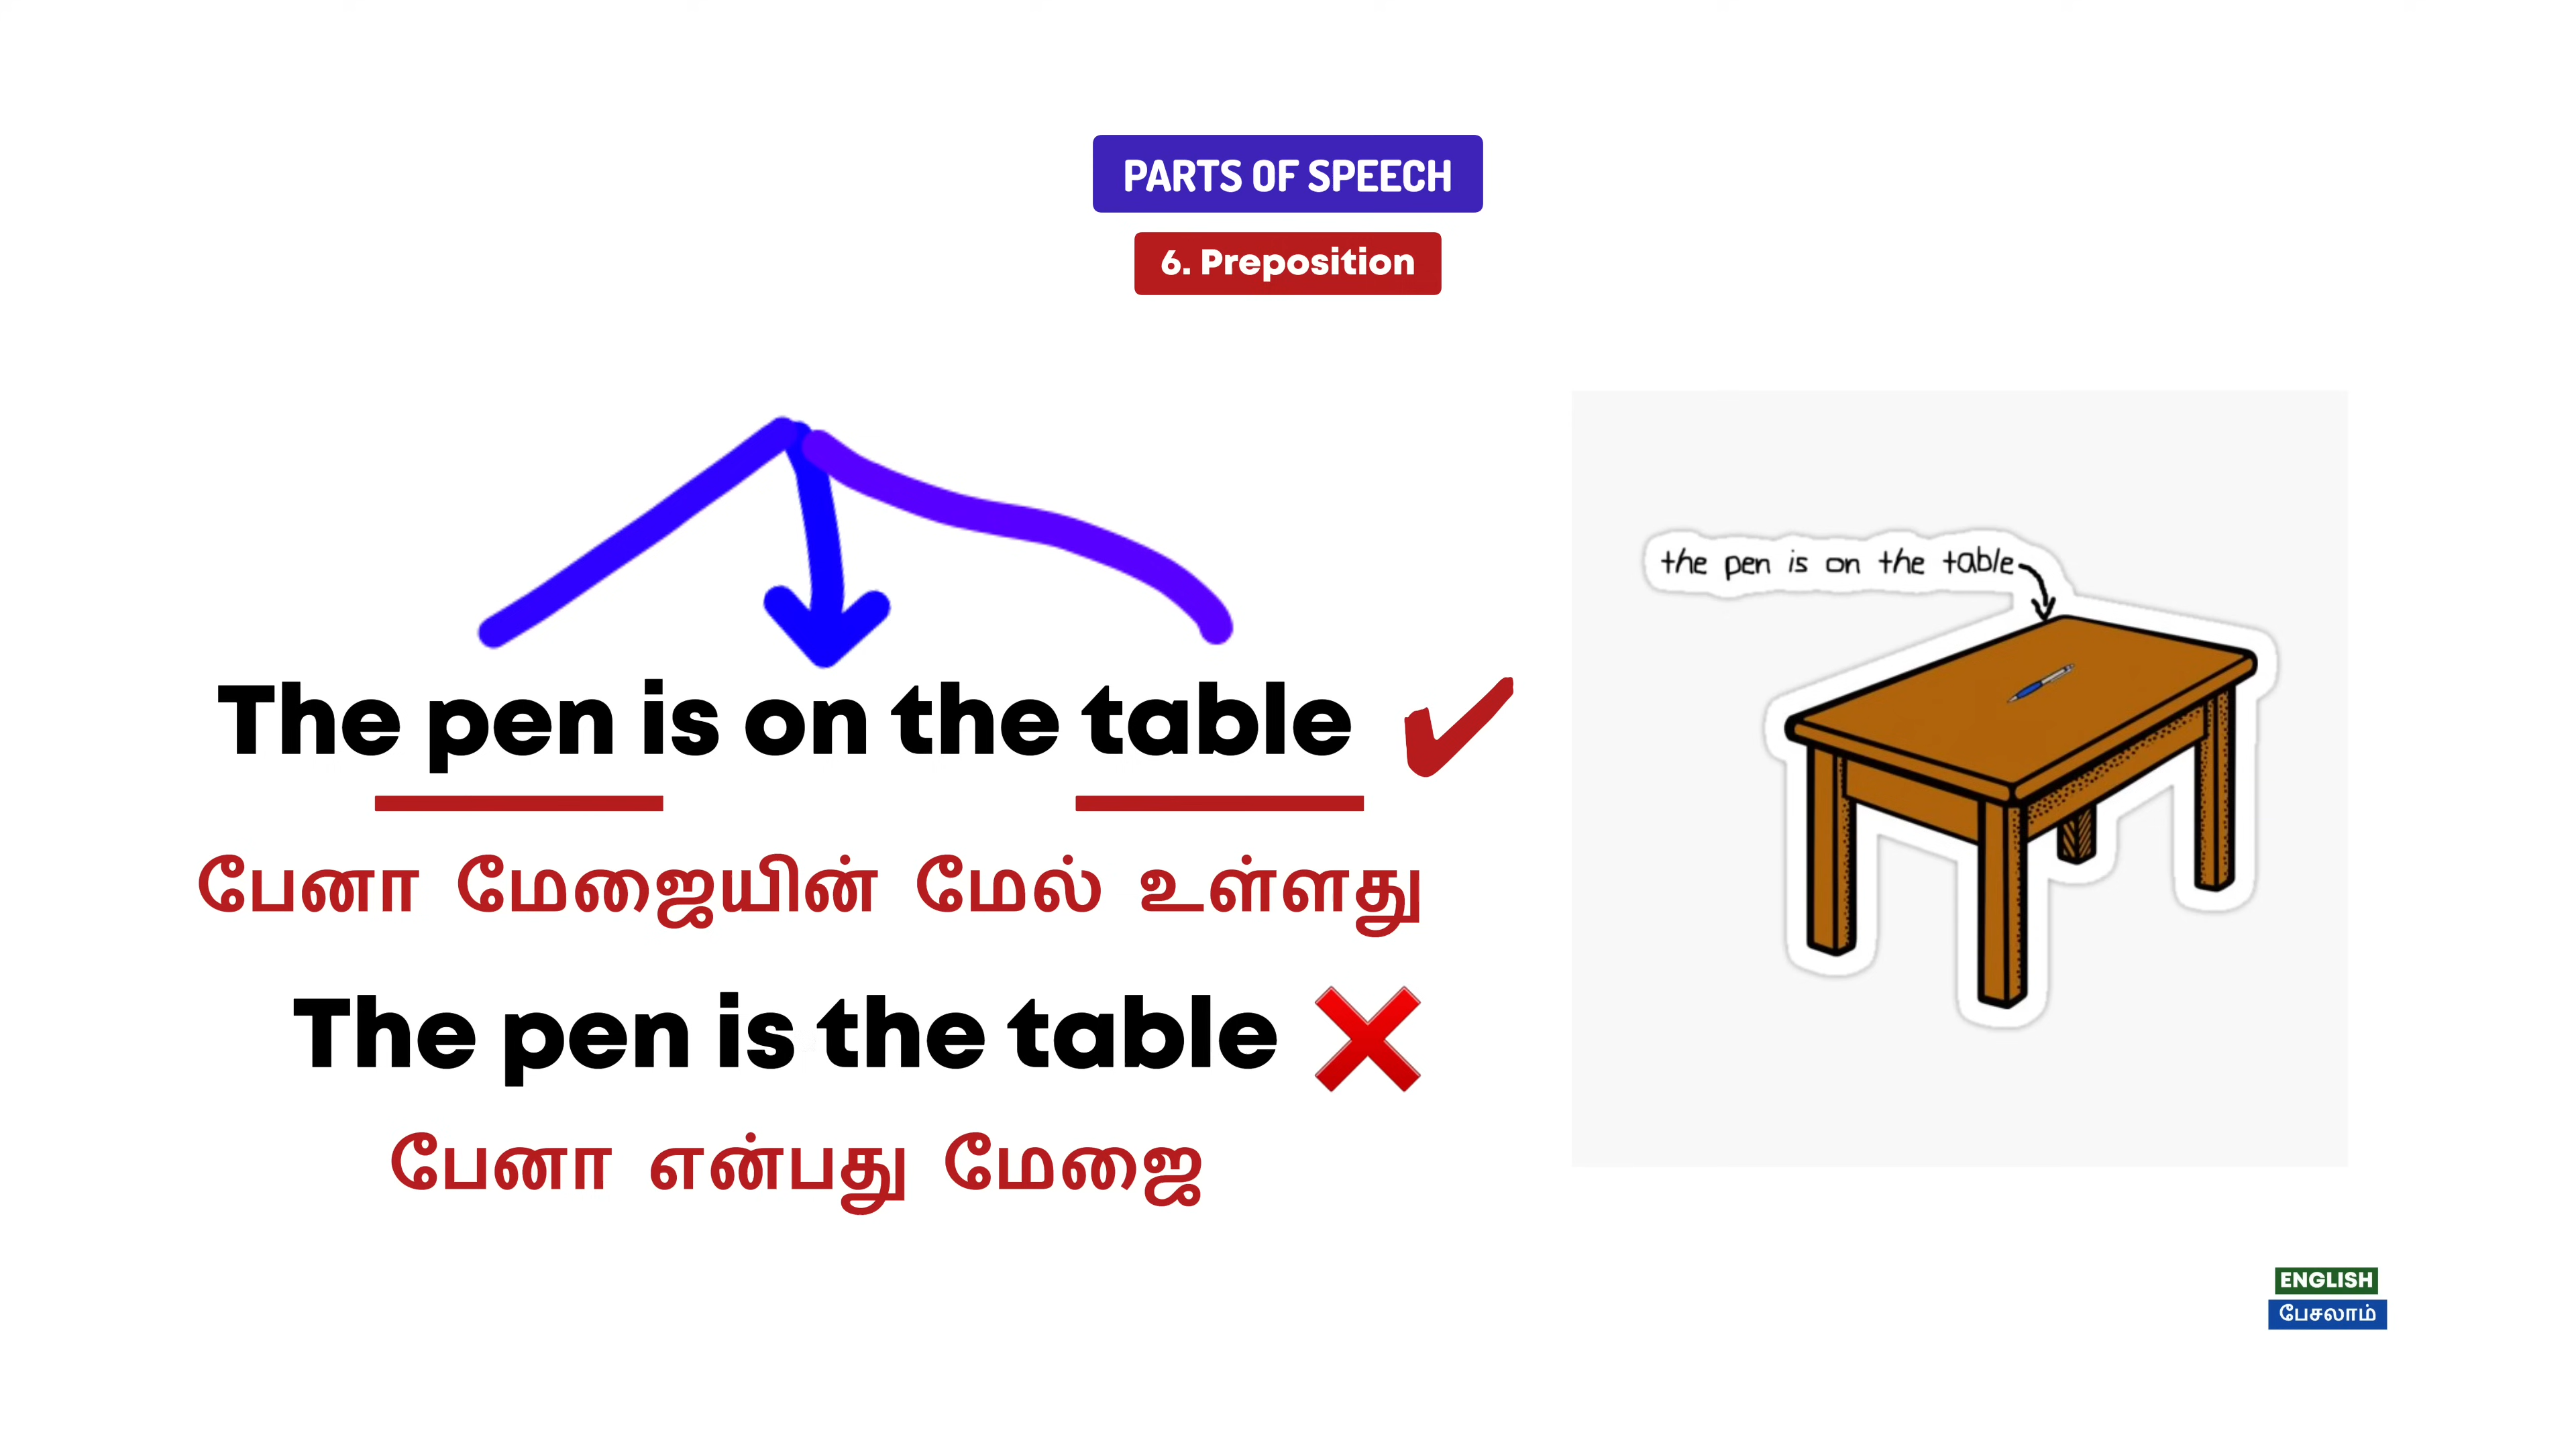 PARTS OF SPEECH
6. Preposition
The pen is on the table
பேனா மேஜையின் மேல் உள்ளது
The pen is the table
பேனா என்பது மேஜை
the pen is on the table
ENGLISH
பேசலாம்